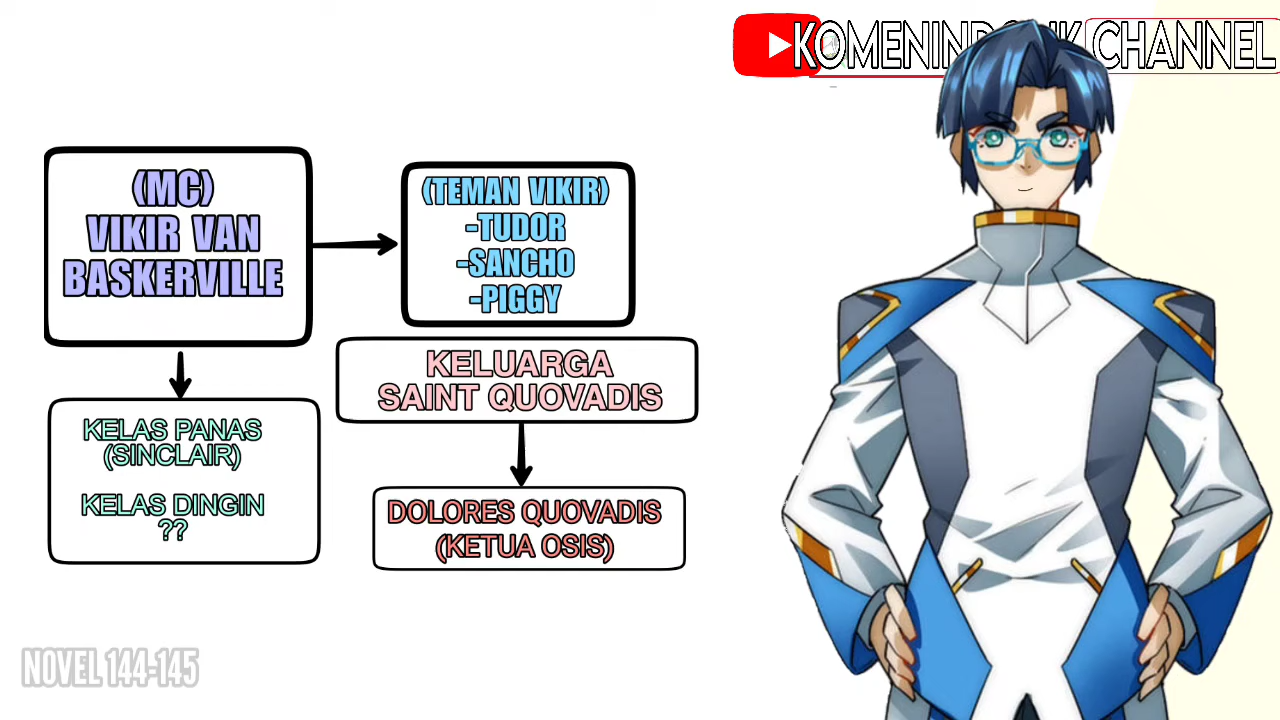 KOMENIN CHANNEL
(MC)
VIKIR VAN
BASKERVILLE
(TEMAN VIKIR)
-TUDOR
-SANCHO
-PIGGY
KELUARGA
SAINT QUOVADIS
KELAS PANAS
(SINCLAIR)
KELAS DINGIN
??
DOLORES QUOVADIS
(KETUA OSIS)
NOVEL 144-145